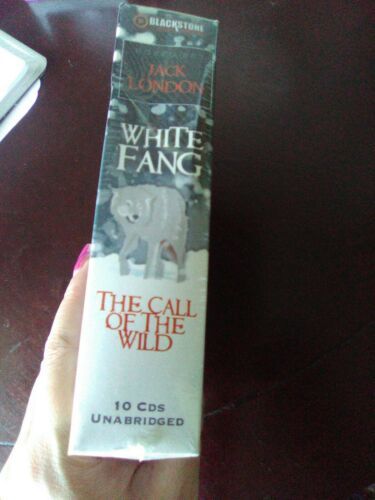 BLACKSTONE
JACK
LONDON
WHITE
FANG
THE CALL
OF THE
WILD
10 CDS
UNABRIDGED